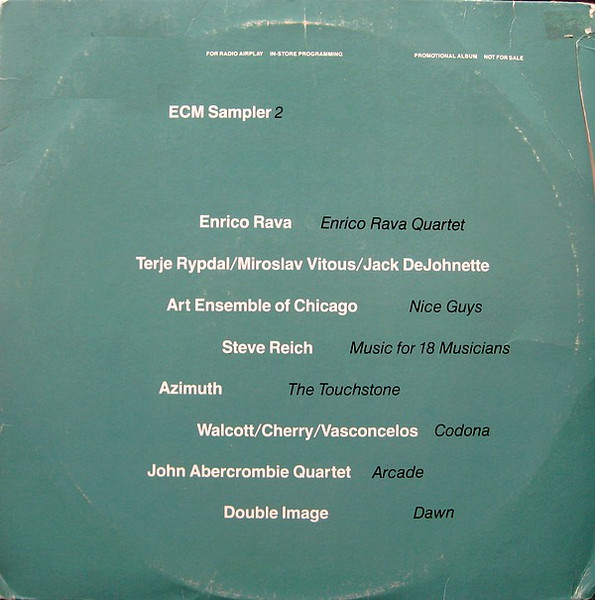 FOR RADIO AIRPLAY IN-STORE PROGRAMMING PROMOTIONAL ALBUM NOT FOR SALE
ECM Sampler 2
Enrico Rava Enrico Rava Quartet
Terje Rypdal/Miroslav Vitous/Jack DeJohnette
Art Ensemble of Chicago Nice Guys
Steve Reich Music for 18 Musicians
Azimuth The Touchstone
Walcott/Cherry/Vasconcelos Codona
John Abercrombie Quartet Arcade
Double Image Dawn